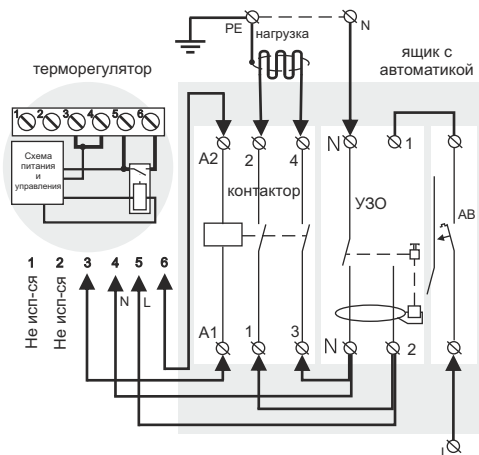 PE
N
нагрузка
ящик с
автоматикой
терморегулятор
1 2 3 4 5 6
Схема
питания
и
управления
A2 2 4 N 1
контактор
УЗО
АВ
1 2 3 4 5 6
Не исп-ся
Не исп-ся
N L
A1 1 3 N 2
L